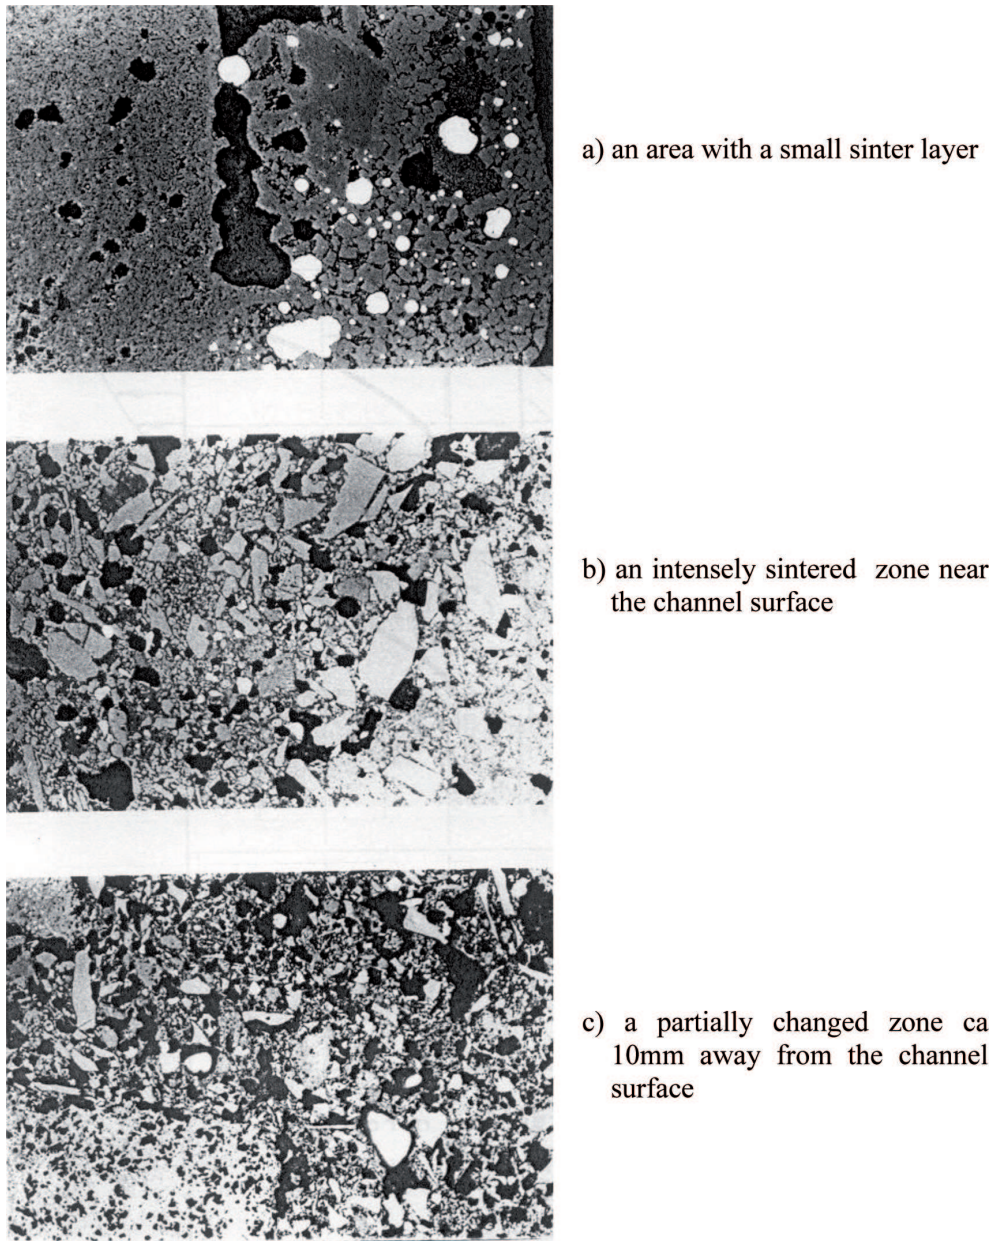 a) an area with a small sinter layer
b) an intensely sintered zone near
the channel surface
c) a partially changed zone ca
10mm away from the channel
surface